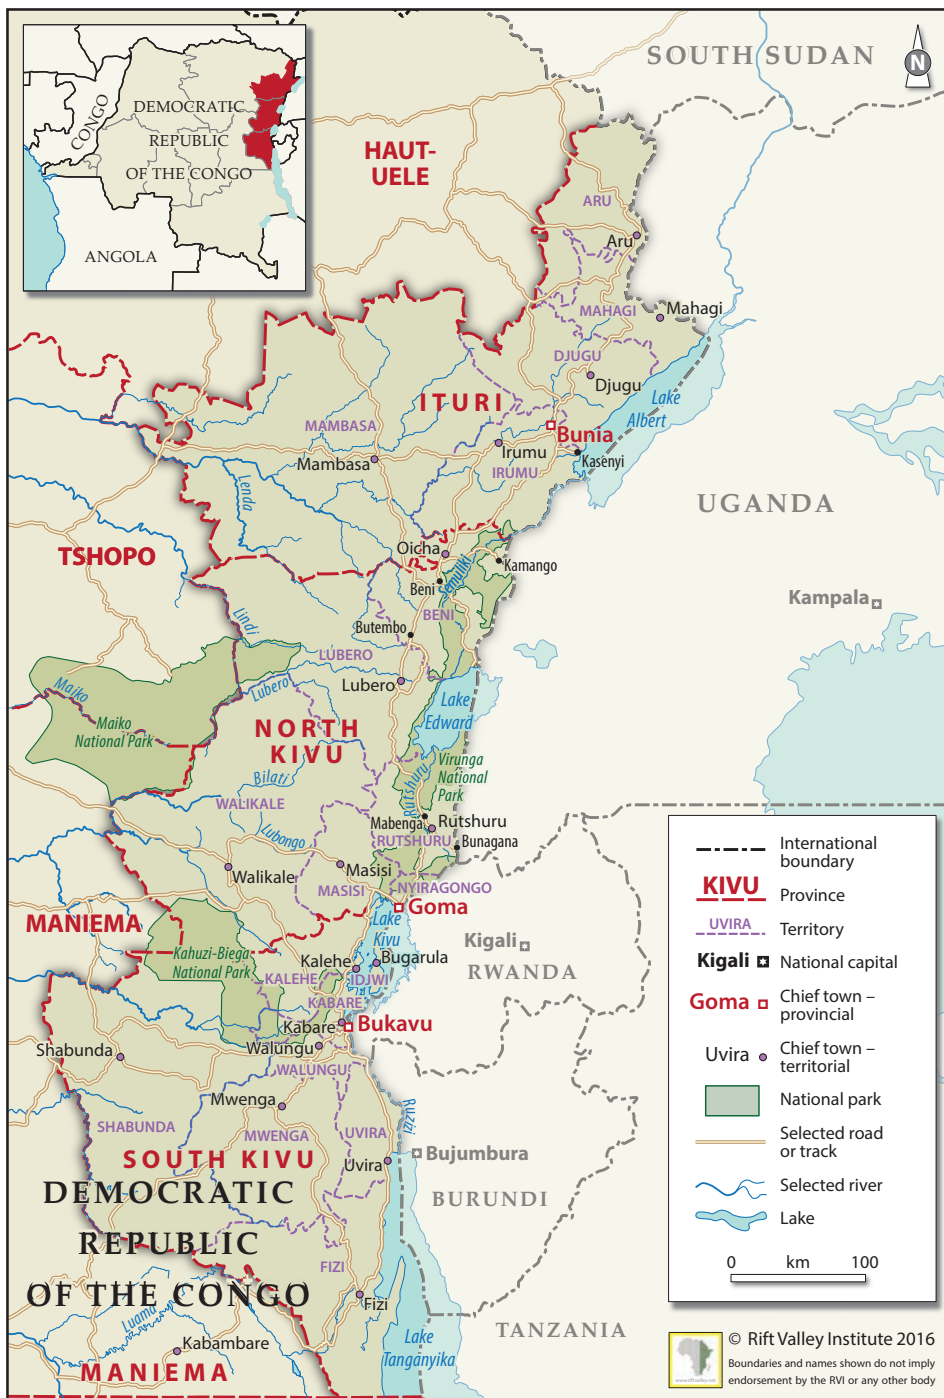 SOUTH SUDAN
N
DEMOCRATIC
REPUBLIC
OF THE CONGO
CONGO
ANGOLA
HAUT-
UELE
ARU
Aru
MAHAGI
Mahagi
DJUGU
Djugu
Lake
Albert
ITURI
MAMBASA
Mambasa
Bunia
Irumu
IRUMU
Kasenyi
Lenda
UGANDA
TSHOPO
Oicha
Kamango
Semuliki
Beni
BENI
Kampala
Lindi
Butembo
LUBERO
Lubero
Lubero
Maiko
Maiko
National Park
Lake
Edward
NORTH
KIVU
Virunga
National
Park
Bilati
Rutshuru
WALIKALE
Lubongo
Mabenga
Rutshuru
RUTSHURU
Bunagana
Walikale
Masisi
MASISI
NYIRAGONGO
Goma
MANIEMA
Lake
Kivu
Kigali
RWANDA
Kahuzi-Biega
National Park
Kalehe
Bugarula
KALEHE
IDJWI
KABARE
Kabare
Bukavu
Shabunda
Walungu
WALUNGU
Mwenga
Ruzizi
SHABUNDA
MWENGA
UVIRA
Bujumbura
SOUTH KIVU
Uvira
BURUNDI
DEMOCRATIC
REPUBLIC
OF THE CONGO
FIZI
Fizi
Luama
Kabambare
MANIEMA
Lake
Tanganyika
TANZANIA
International
boundary
KIVU
Province
UVIRA
Territory
Kigali
National capital
Goma
Chief town –
provincial
Uvira
Chief town –
territorial
National park
Selected road
or track
Selected river
Lake
0 km 100
www.riftvalley.net
© Rift Valley Institute 2016
Boundaries and names shown do not imply
endorsement by the RVI or any other body